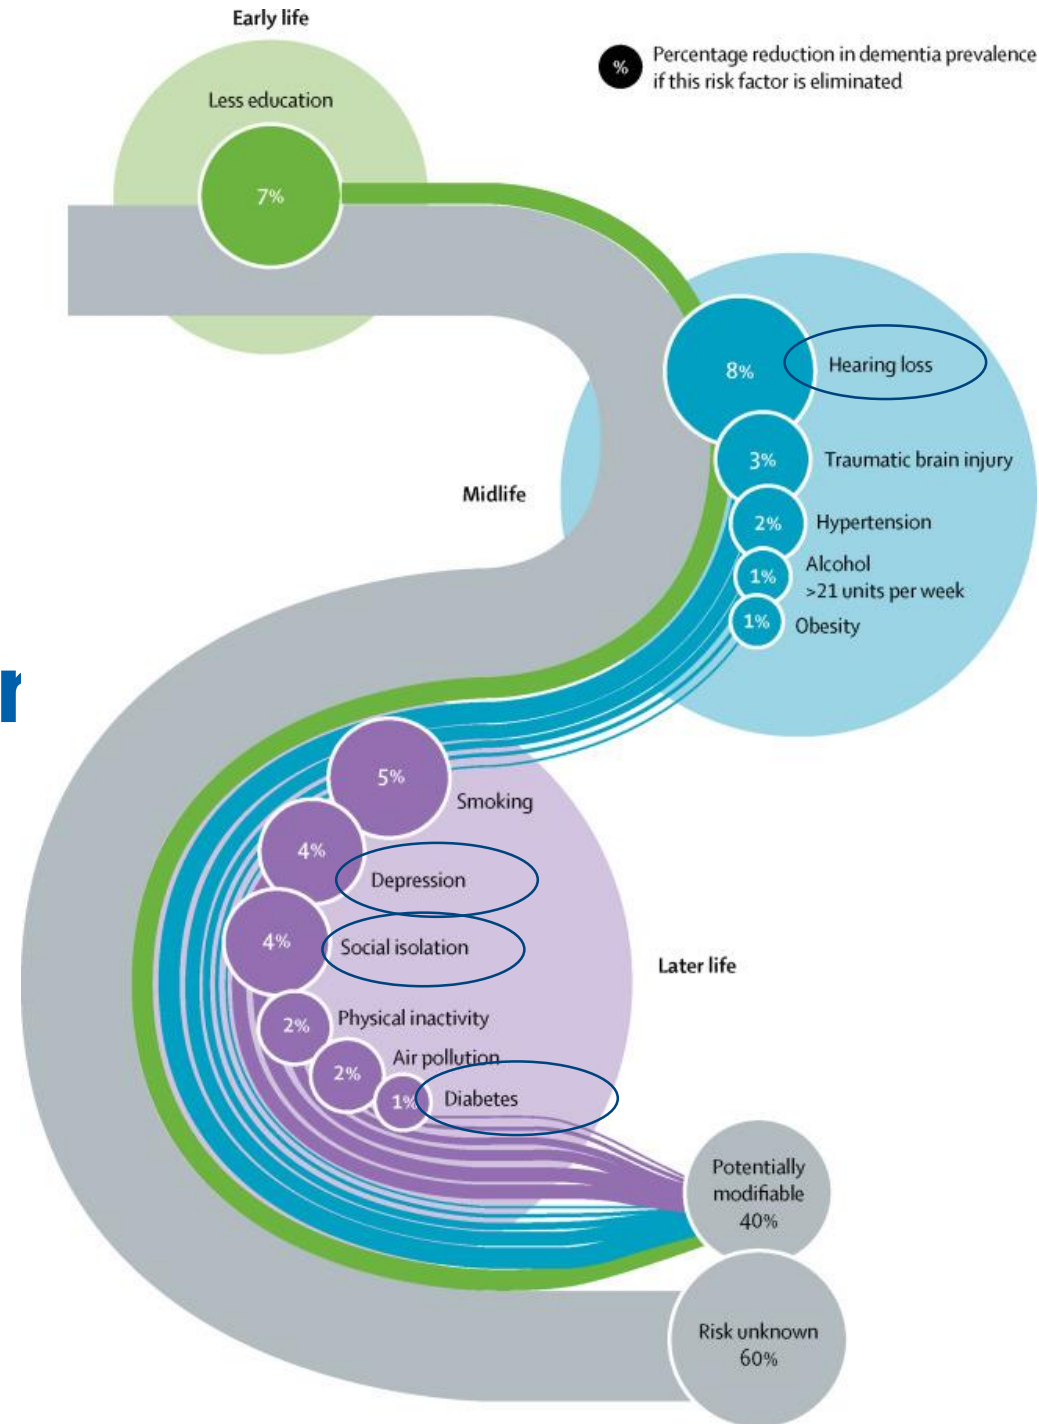 Early life
%
Percentage reduction in dementia prevalence
if this risk factor is eliminated
Less education
7%
8%
Hearing loss
3%
Traumatic brain injury
Midlife
2%
Hypertension
1%
Alcohol
>21 units per week
1%
Obesity
r
5%
Smoking
4%
Depression
4%
Social isolation
Later life
2%
Physical inactivity
2%
Air pollution
1%
Diabetes
Potentially
modifiable
40%
Risk unknown
60%